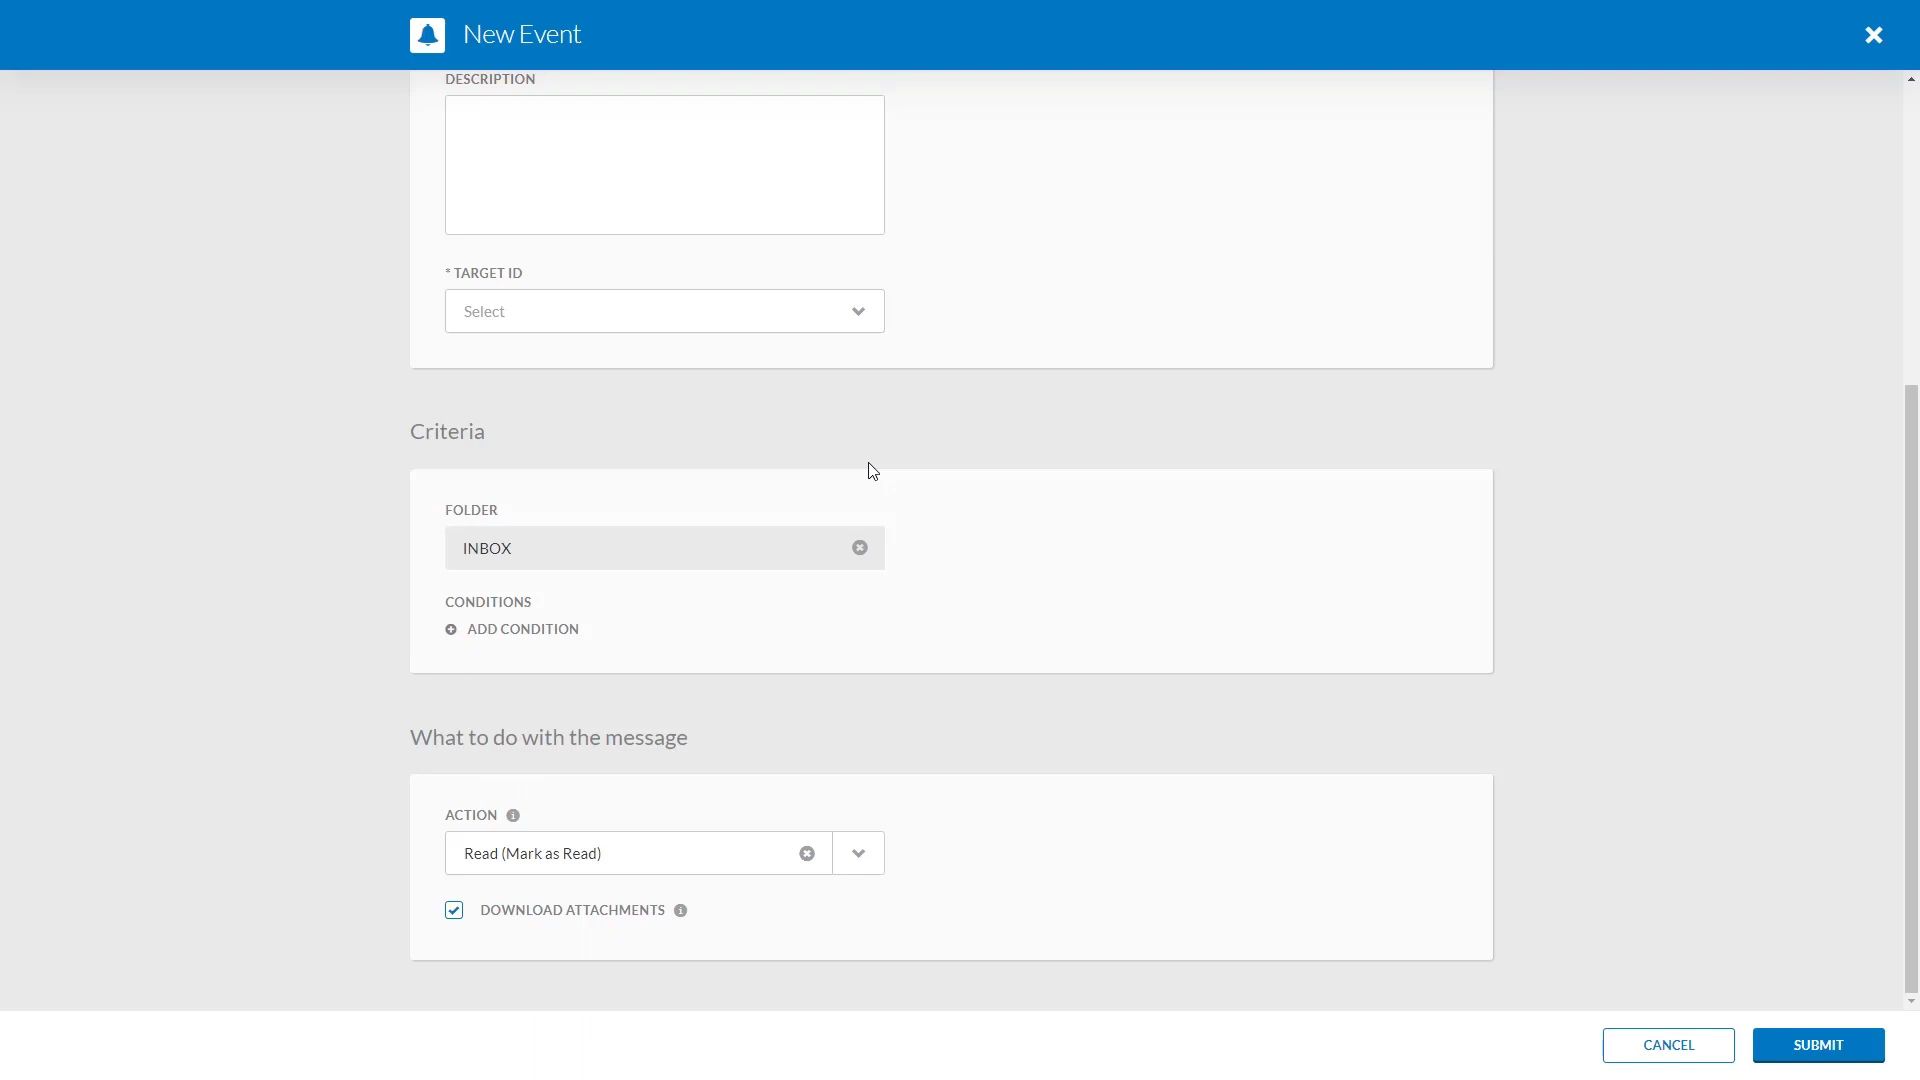 New Event
DESCRIPTION
* TARGET ID
Select
Criteria
FOLDER
INBOX
CONDITIONS
ADD CONDITION
What to do with the message
ACTION
Read (Mark as Read)
DOWNLOAD ATTACHMENTS
CANCEL
SUBMIT